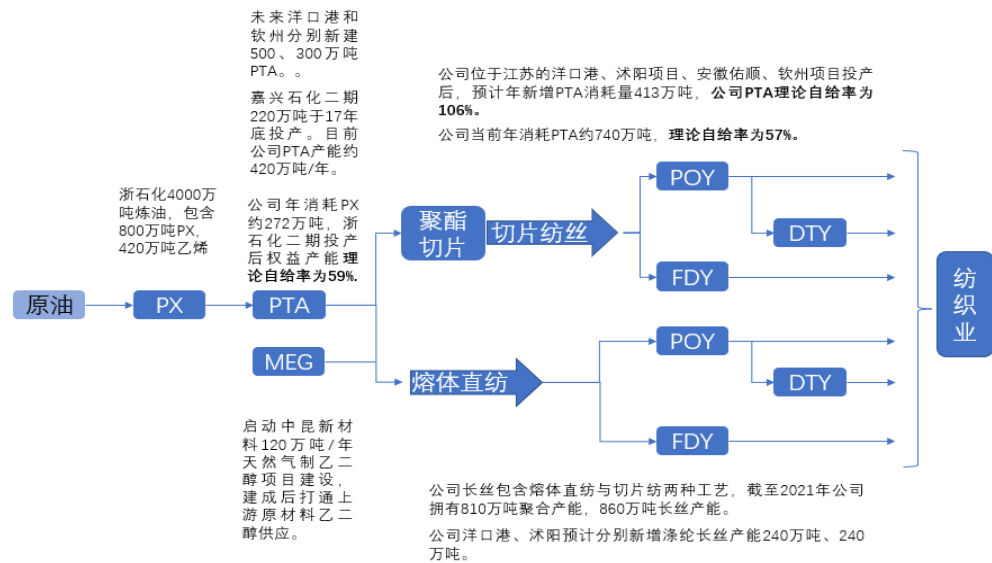 未来洋口港和
钦州分别新建
500、300万吨
PTA。。
嘉兴石化二期
220万吨于17年
底投产。目前
公司PTA产能约
420万吨/年。
公司位于江苏的洋口港、沭阳项目、安徽佑顺、钦州项目投产
后，预计年新增PTA消耗量413万吨，公司PTA理论自给率为
106%。
公司当前年消耗PTA约740万吨，理论自给率为57%。
浙石化4000万
吨炼油，包含
800万吨PX，
420万吨乙烯
公司年消耗PX
约272万吨，浙
石化二期投产
后权益产能理
论自给率为59%.
原油
PX
PTA
MEG
聚酯
切片
切片纺丝
POY
DTY
FDY
熔体直纺
POY
DTY
FDY
纺
织
业
启动中昆新材
料120万吨/年
天然气制乙二
醇项目建设，
建成后打通上
游原材料乙二
醇供应。
公司长丝包含熔体直纺与切片纺两种工艺，截至2021年公司
拥有810万吨聚合产能，860万吨长丝产能。
公司洋口港、沭阳预计分别新增涤纶长丝产能240万吨、240
万吨。